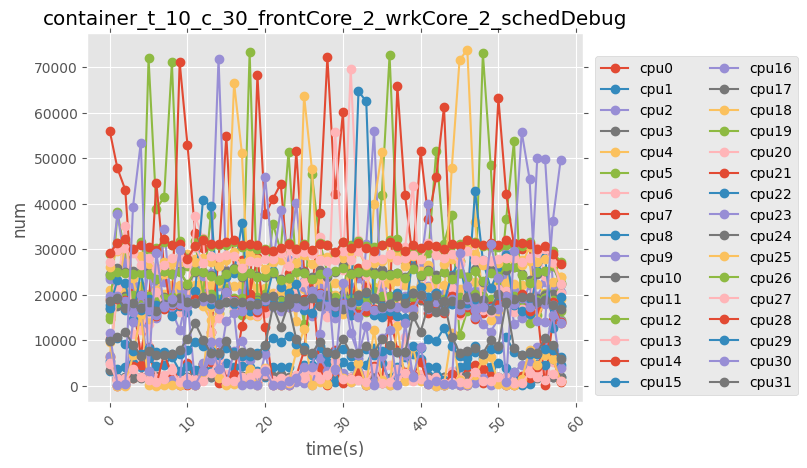 container_t_10_c_30_frontCore_2_wrkCore_2_schedDebug
70000
60000
50000
40000
30000
20000
10000
0
num
0
10
20
30
40
50
60
time(s)
cpu0
cpu1
cpu2
cpu3
cpu4
cpu5
cpu6
cpu7
cpu8
cpu9
cpu10
cpu11
cpu12
cpu13
cpu14
cpu15
cpu16
cpu17
cpu18
cpu19
cpu20
cpu21
cpu22
cpu23
cpu24
cpu25
cpu26
cpu27
cpu28
cpu29
cpu30
cpu31